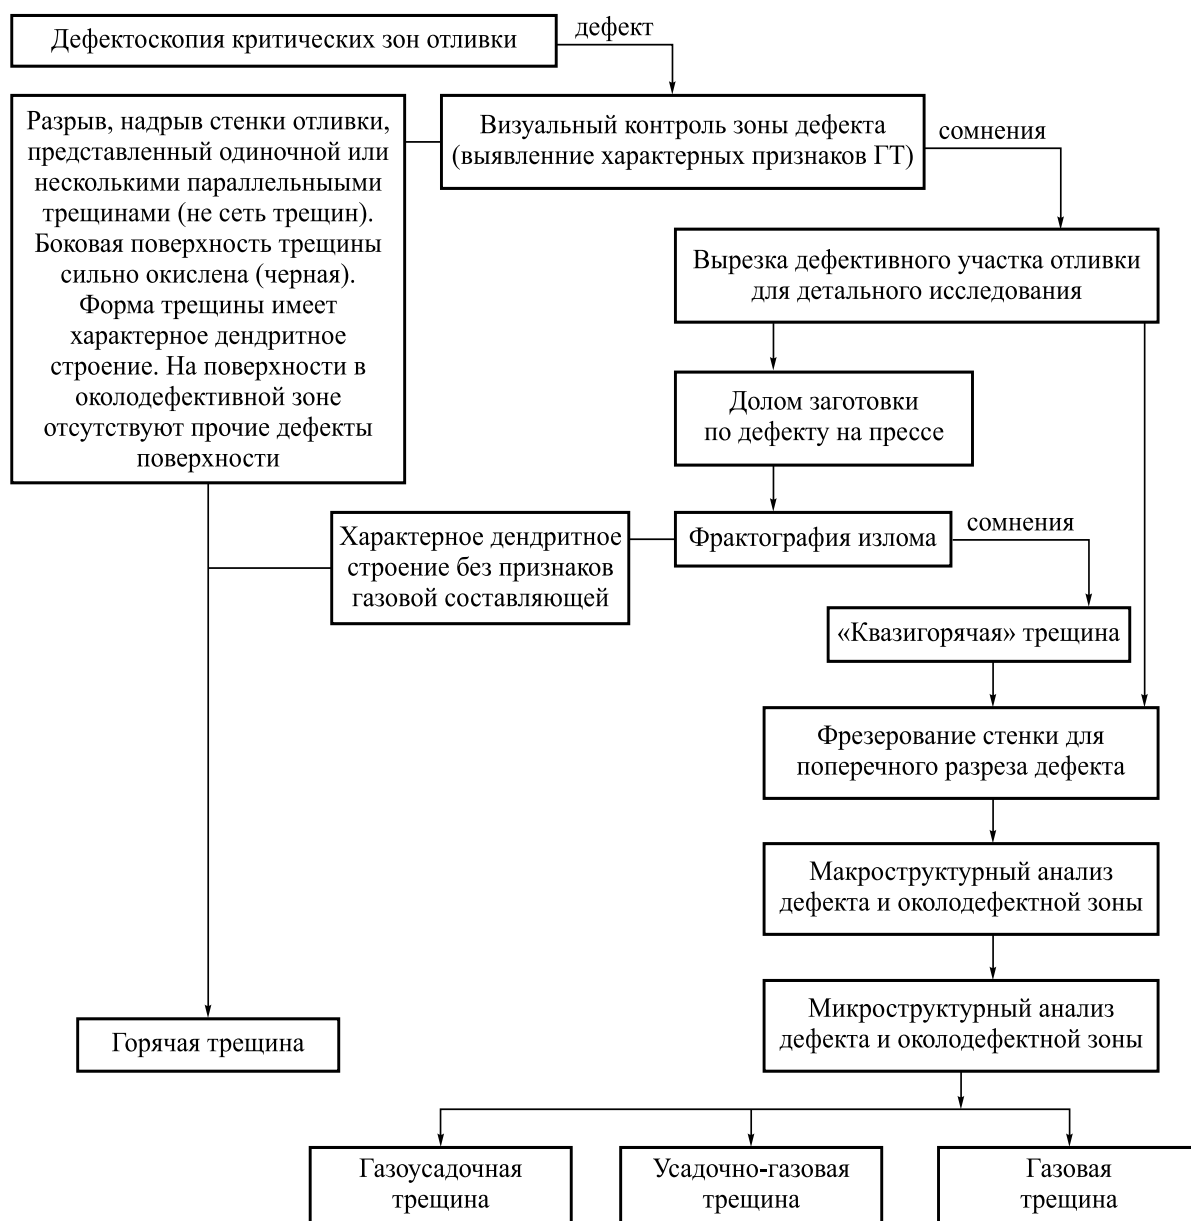 Дефектоскопия критических зон отливки
дефект
Разрыв, надрыв стенки отливки,
представленный одиночной или
несколькими параллельныыми
трещинами (не сеть трещин).
Боковая поверхность трещины
сильно окислена (черная).
Форма трещины имеет
характерное дендритное
строение. На поверхности в
околодефективной зоне
отсутствуют прочие дефекты
поверхности
Визуальный контроль зоны дефекта
(выявленние характерных признаков ГТ)
сомнения
Вырезка дефективного участка отливки
для детального исследования
Долом заготовки
по дефекту на прессе
Характерное дендритное
строение без признаков
газовой составляющей
Фрактография излома
сомнения
«Квазигорячая» трещина
Фрезерование стенки для
поперечного разреза дефекта
Макроструктурный анализ
дефекта и околодефектной зоны
Микроструктурный анализ
дефекта и околодефектной зоны
Горячая трещина
Газоусадочная
трещина
Усадочно-газовая
трещина
Газовая
трещина